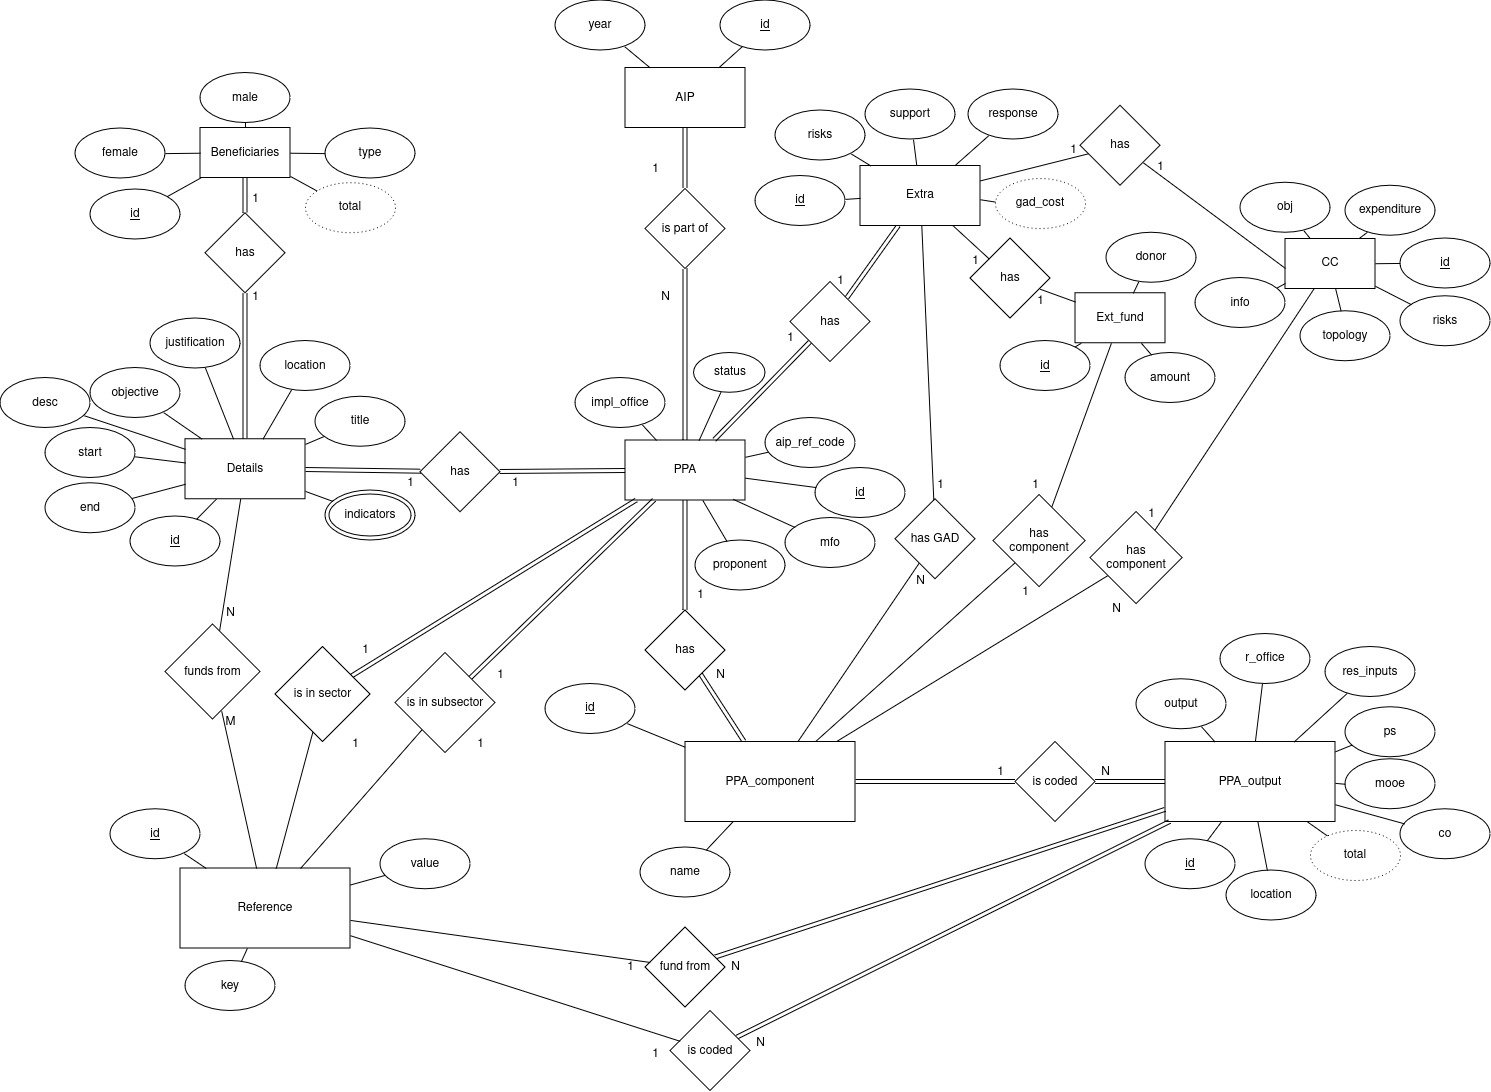 year
id
AIP
1
is part of
N
male
female
Beneficiaries
type
id
total
1
has
1
risks
support
response
id
Extra
gad_cost
1
has
1
obj
expenditure
CC
id
info
topology
risks
1
has
1
donor
Ext_fund
id
amount
1
has
1
justification
location
desc
objective
title
start
Details
end
id
indicators
1
has
1
impl_office
status
PPA
aip_ref_code
id
mfo
proponent
1
has GAD
N
1
has
component
1
1
has
component
N
N
funds from
M
1
is in sector
1
1
is in subsector
1
1
has
N
id
PPA_component
name
1
is coded
N
output
r_office
res_inputs
ps
PPA_output
mooe
co
total
id
location
id
value
Reference
key
1
fund from
N
1
is coded
N